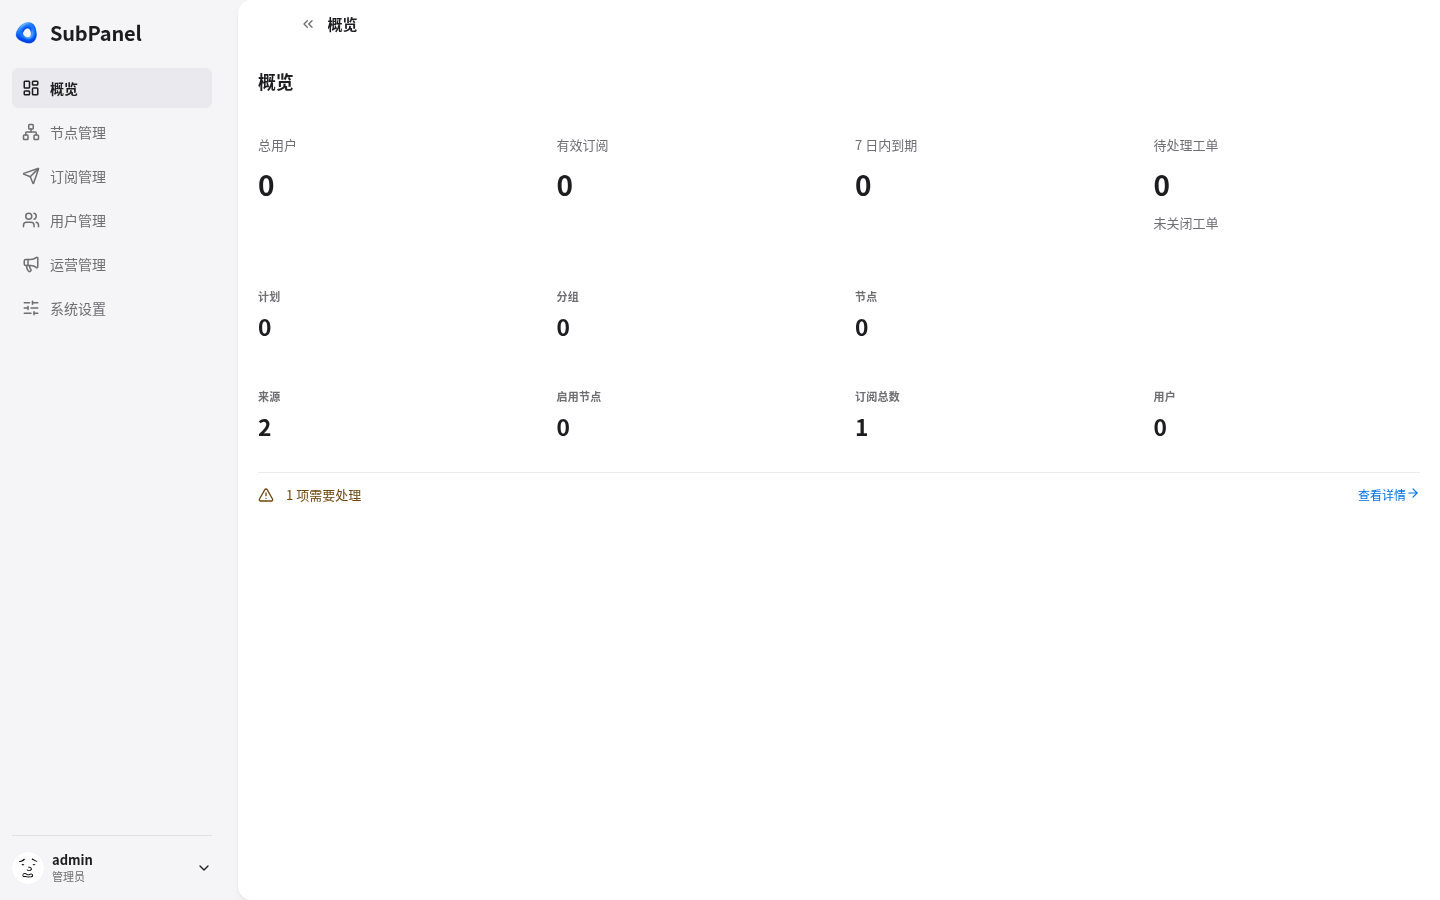 SubPanel
概览
节点管理
订阅管理
用户管理
运营管理
系统设置
admin
管理员
概览
概览
总用户
0
有效订阅
0
7 日内到期
0
待处理工单
0
未关闭工单
计划
0
分组
0
节点
0
来源
2
启用节点
0
订阅总数
1
用户
0
1 项需要处理
查看详情